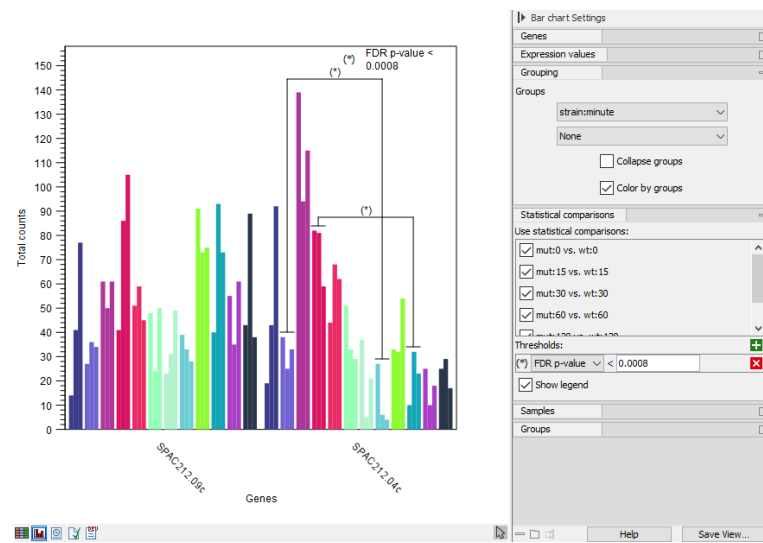 Total counts
150
140
130
120
110
100
90
80
70
60
50
40
30
20
10
0
(*) FDR p-value <
0.0008
(*)
(*)
SPAC212.09c
SPAC212.04c
Genes
Bar chart Settings
Genes
Expression values
Grouping
Groups
strain:minute
None
Collapse groups
Color by groups
Statistical comparisons
Use statistical comparisons:
mut:0 vs. wt:0
mut:15 vs. wt:15
mut:30 vs. wt:30
mut:60 vs. wt:60
Thresholds:
(*) FDR p-value < 0.0008
Show legend
Samples
Groups
Help
Save View...